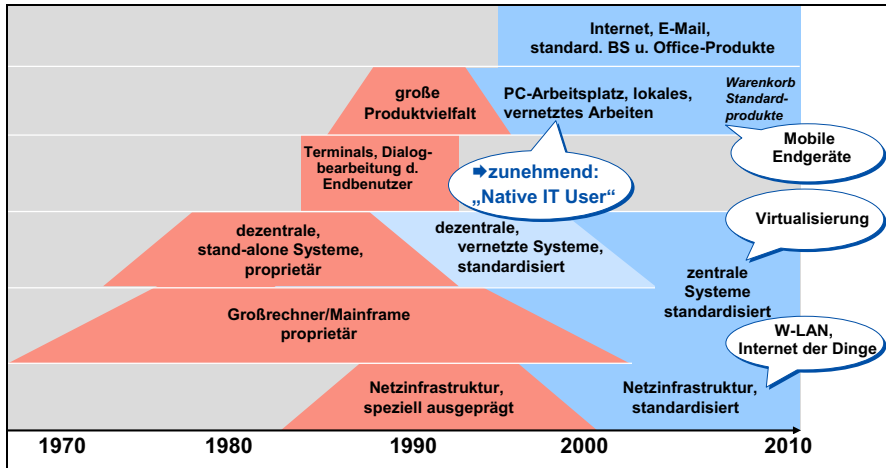 Internet, E-Mail,
standard. BS u. Office-Produkte
große
Produktvielfalt
PC-Arbeitsplatz, lokales,
vernetztes Arbeiten
Warenkorb
Standard-
produkte
Mobile
Endgeräte
Terminals, Dialog-
bearbeitung d.
Endbenutzer
➡zunehmend:
„Native IT User“
Virtualisierung
dezentrale,
stand-alone Systeme,
proprietär
dezentrale,
vernetzte Systeme,
standardisiert
zentrale
Systeme
standardisiert
Großrechner/Mainframe
proprietär
W-LAN,
Internet der Dinge
Netzinfrastruktur,
speziell ausgeprägt
Netzinfrastruktur,
standardisiert
1970 1980 1990 2000 2010